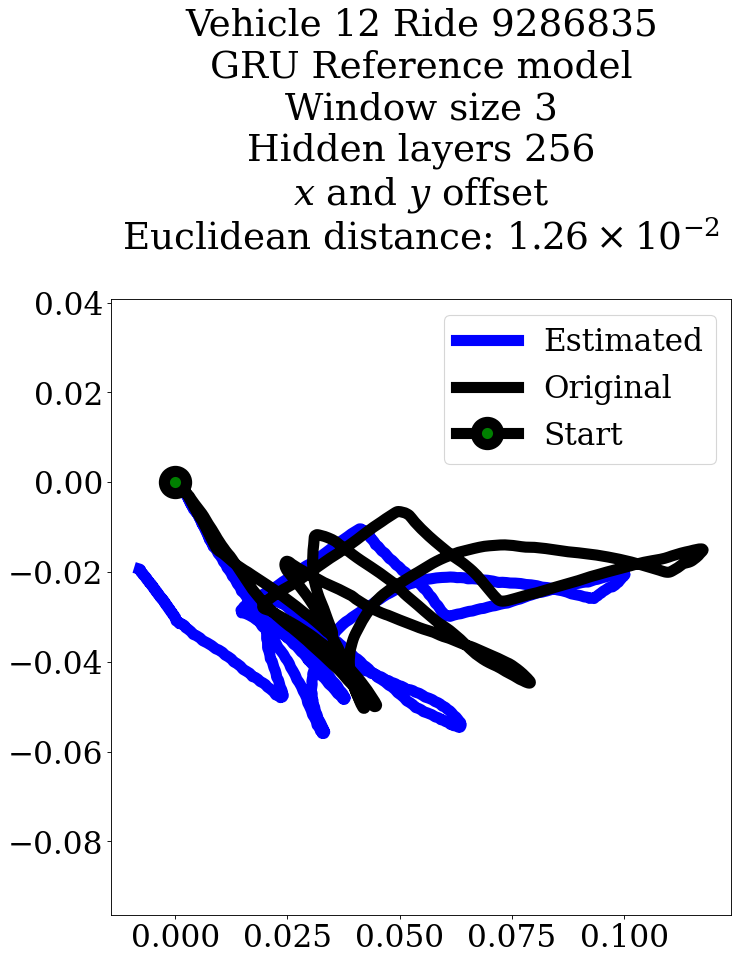 Vehicle 12 Ride 9286835
GRU Reference model
Window size 3
Hidden layers 256
x and y offset
Euclidean distance: 1.26 × 10⁻²
0.04
Estimated
0.02
Original
Start
0.00
−0.02
−0.04
−0.06
−0.08
0.000 0.025 0.050 0.075 0.100